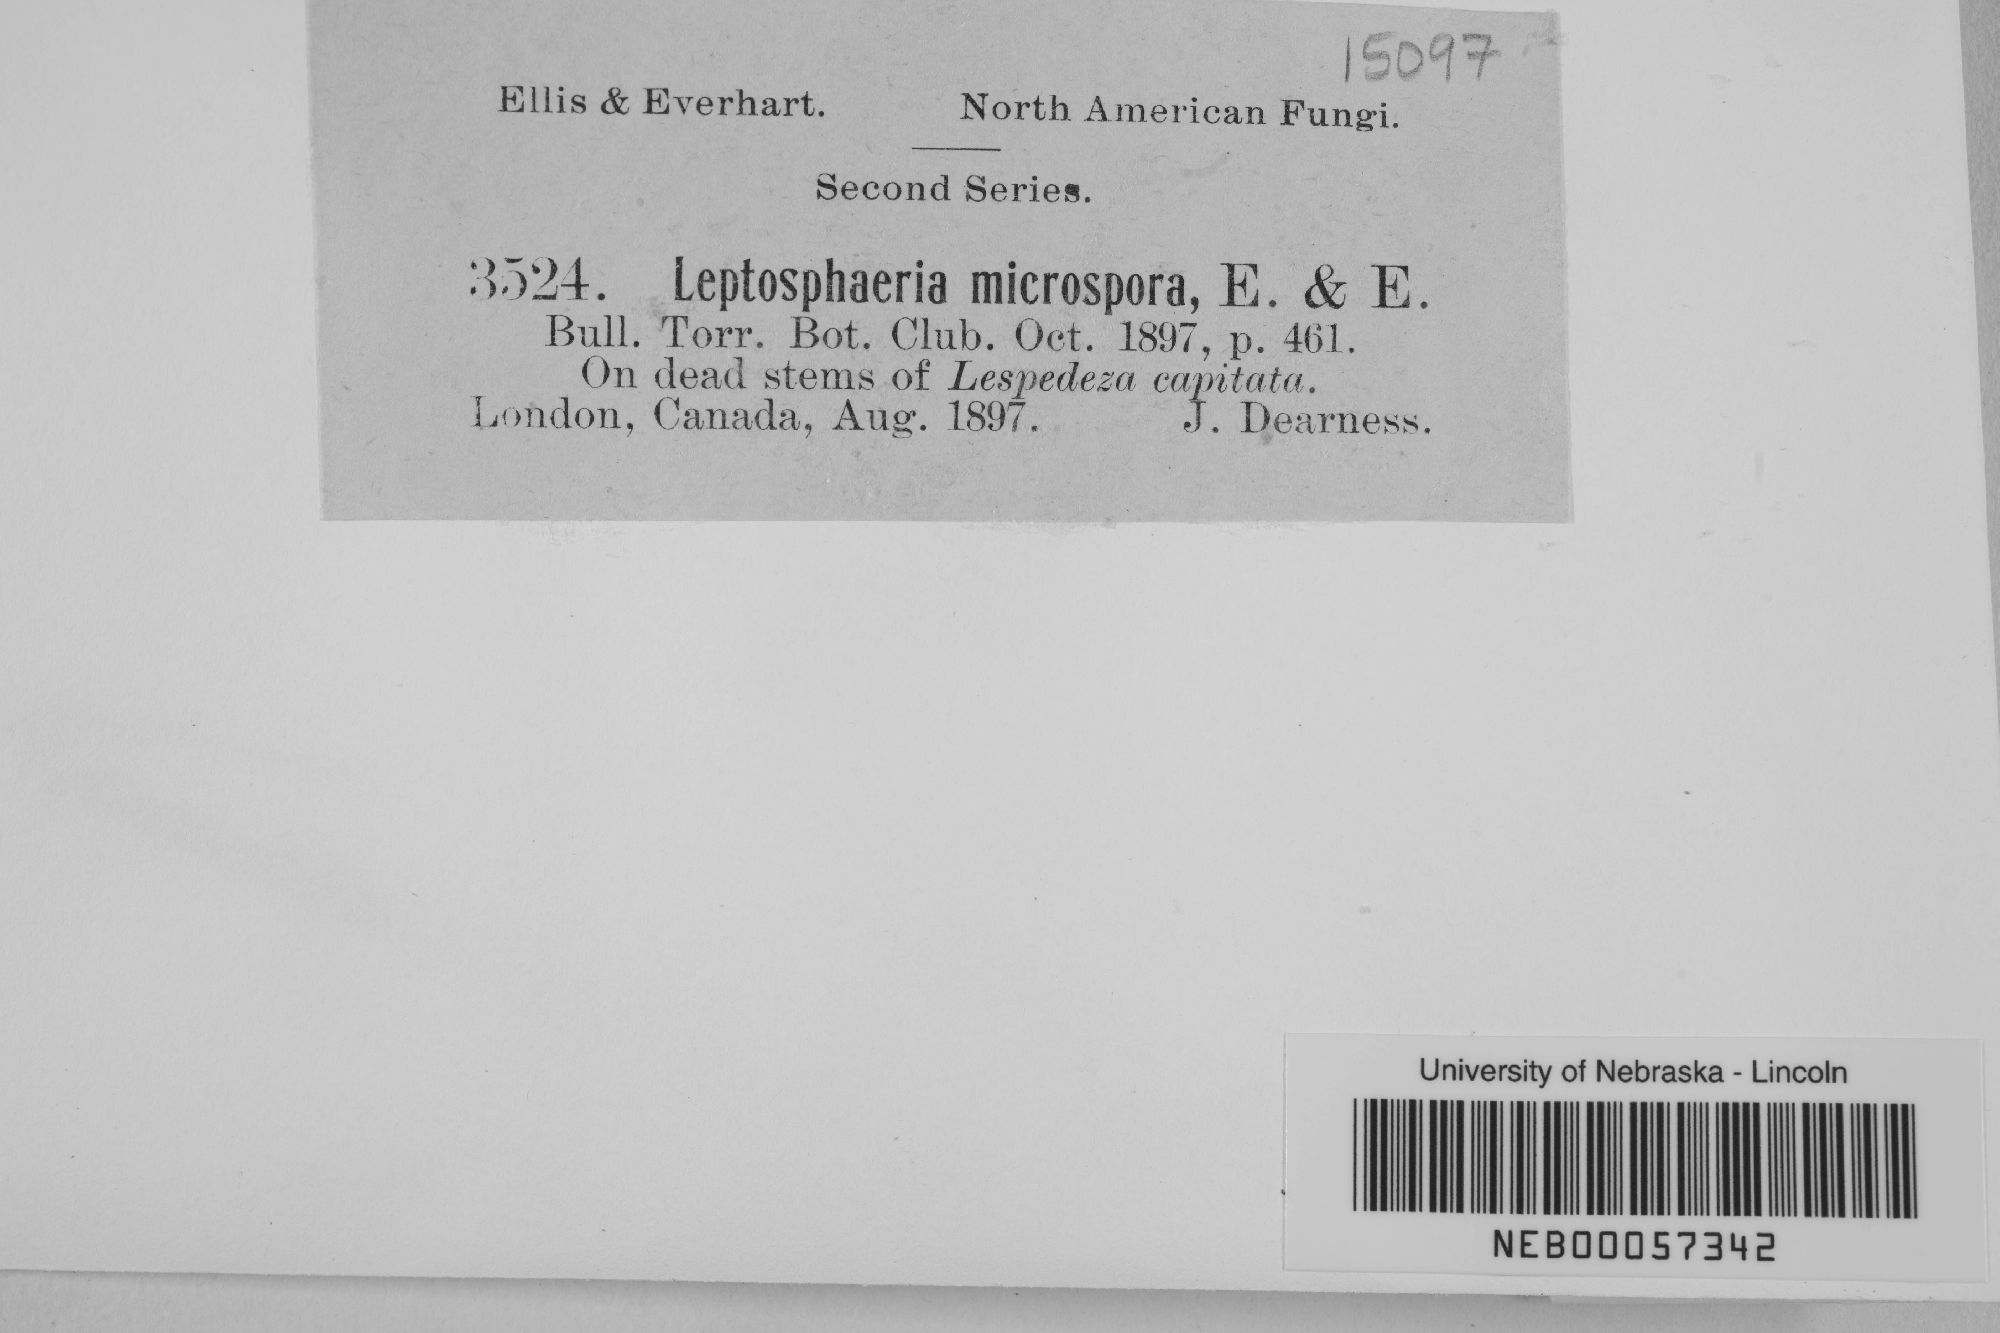 15097
Ellis & Everhart. North American Fungi.
Second Series.
3524. Leptosphaeria microspora, E. & E.
Bull. Torr. Bot. Club. Oct. 1897, p. 461.
On dead stems of Lespedeza capitata.
London, Canada, Aug. 1897. J. Dearness.
University of Nebraska - Lincoln
NEB00057342